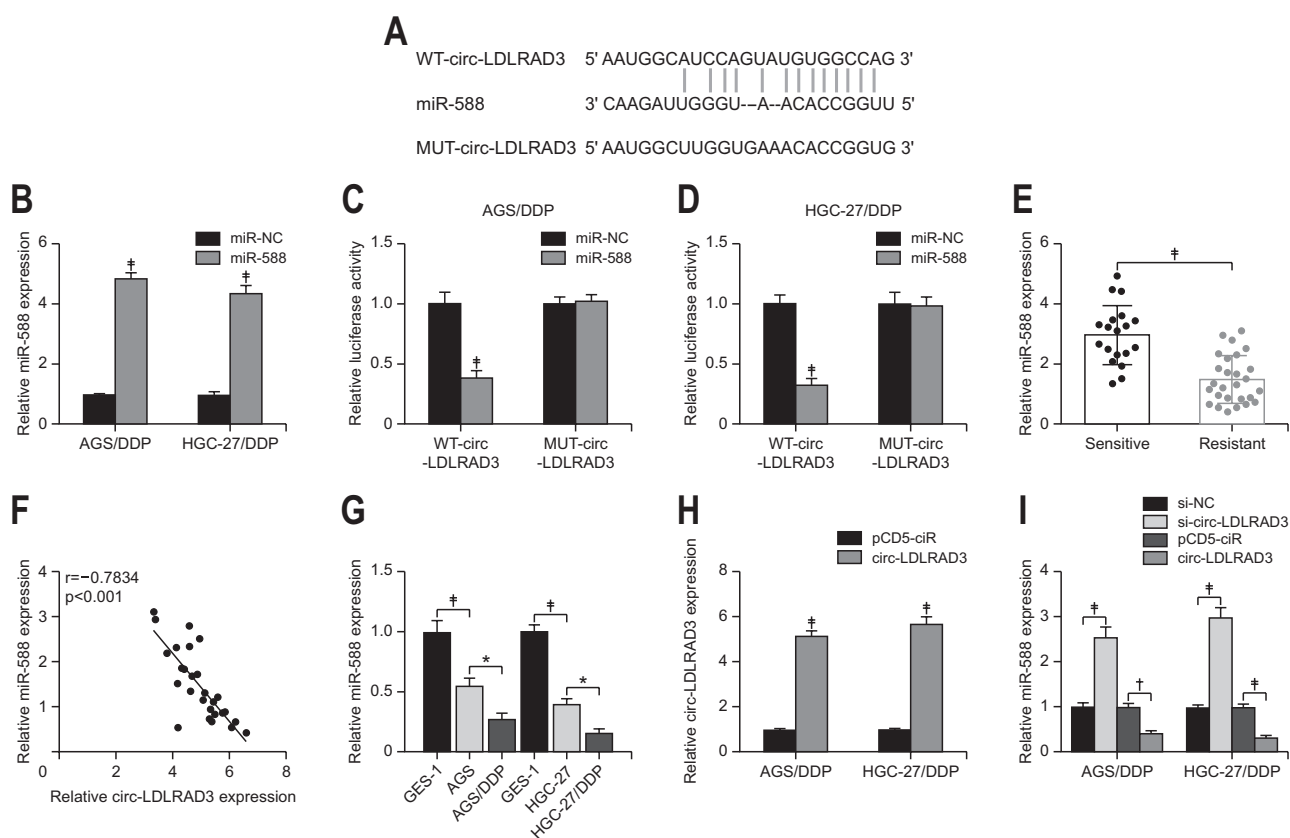 A
WT-circ-LDLRAD3 5' AAUGGCAUCCAGUAUGUGGCCAG 3'
miR-588 3' CAAGAUUGGGU--–A--ACACCGGUU 5'
MUT-circ-LDLRAD3 5' AAUGGCUUGGUGAAACACCGGUG 3'
B
Relative miR-588 expression
6
4
2
0
miR-NC
miR-588
ǂ
ǂ
AGS/DDP
HGC-27/DDP
C
AGS/DDP
Relative luciferase activity
1.5
1.0
0.5
0
miR-NC
miR-588
ǂ
WT-circ
-LDLRAD3
MUT-circ
-LDLRAD3
D
HGC-27/DDP
Relative luciferase activity
1.5
1.0
0.5
0
miR-NC
miR-588
ǂ
WT-circ
-LDLRAD3
MUT-circ
-LDLRAD3
E
Relative miR-588 expression
6
4
2
0
ǂ
Sensitive
Resistant
F
Relative miR-588 expression
4
3
2
1
0
r=−0.7834
p<0.001
2
4
6
8
Relative circ-LDLRAD3 expression
G
Relative miR-588 expression
1.5
1.0
0.5
0
ǂ
*
ǂ
*
GES-1
AGS
AGS/DDP
GES-1
HGC-27
HGC-27/DDP
H
Relative circ-LDLRAD3 expression
8
6
4
2
0
pCD5-ciR
circ-LDLRAD3
ǂ
ǂ
AGS/DDP
HGC-27/DDP
I
Relative miR-588 expression
4
3
2
1
0
si-NC
si-circ-LDLRAD3
pCD5-ciR
circ-LDLRAD3
ǂ
†
ǂ
ǂ
AGS/DDP
HGC-27/DDP